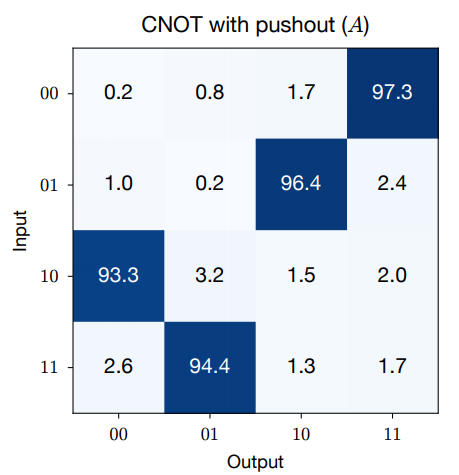 CNOT with pushout (A)
00 0.2 0.8 1.7 97.3
01 1.0 0.2 96.4 2.4
Input
10 93.3 3.2 1.5 2.0
11 2.6 94.4 1.3 1.7
00 01 10 11
Output